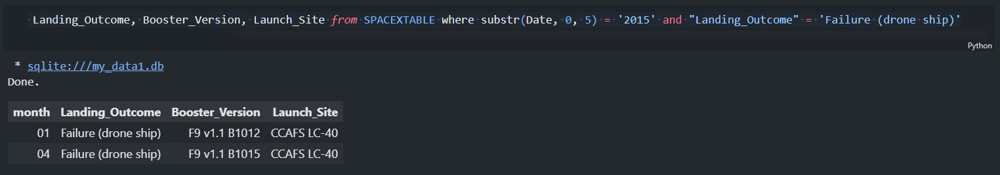 Landing_Outcome, Booster_Version, Launch_Site from SPACEXTABLE where substr(Date, 0, 5) = '2015' and "Landing_Outcome" = 'Failure (drone ship)'
Python
* sqlite:///my_data1.db
Done.
month Landing_Outcome Booster_Version Launch_Site
01 Failure (drone ship) F9 v1.1 B1012 CCAFS LC-40
04 Failure (drone ship) F9 v1.1 B1015 CCAFS LC-40